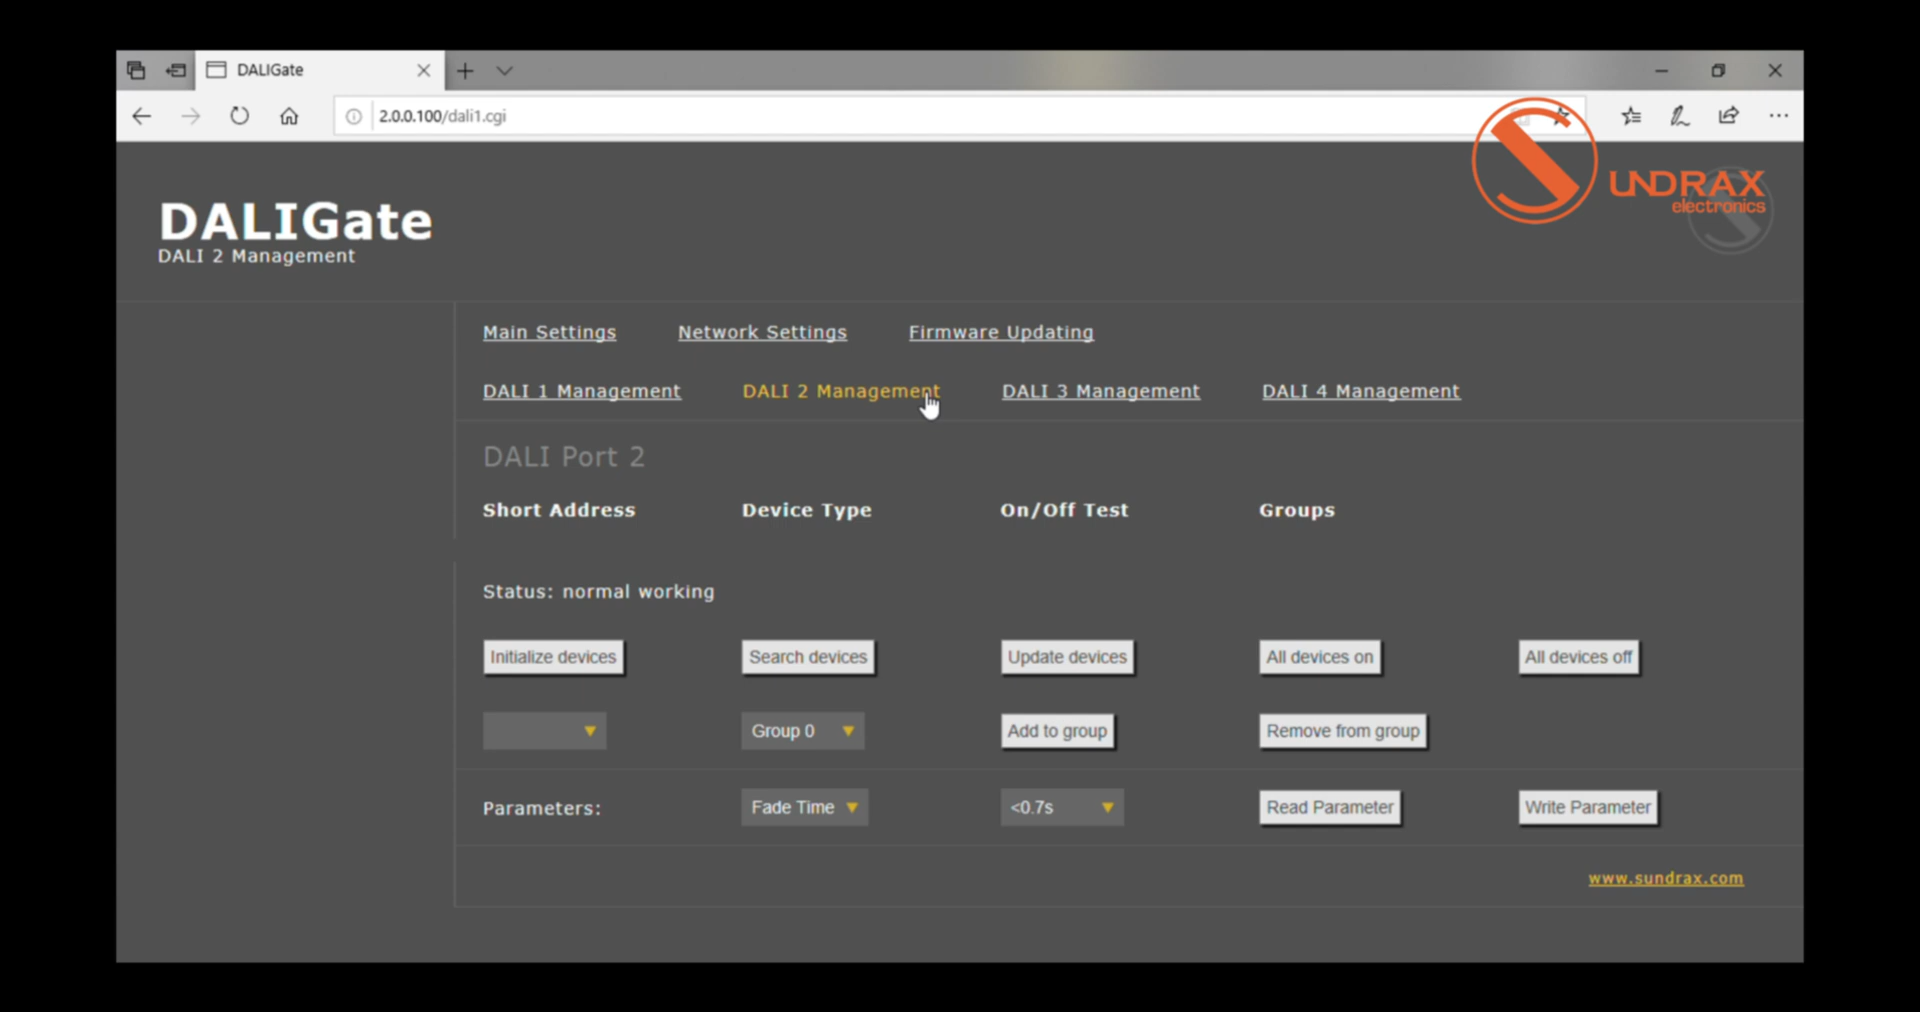 DALIGate
2.0.0.100/dali1.cgi
UNDRAX
electronics
DALIGate
DALI 2 Management
Main Settings Network Settings Firmware Updating
DALI 1 Management DALI 2 Management DALI 3 Management DALI 4 Management
DALI Port 2
Short Address Device Type On/Off Test Groups
Status: normal working
Initialize devices Search devices Update devices All devices on All devices off
Group 0 Add to group Remove from group
Parameters: Fade Time <0.7s Read Parameter Write Parameter
www.sundrax.com